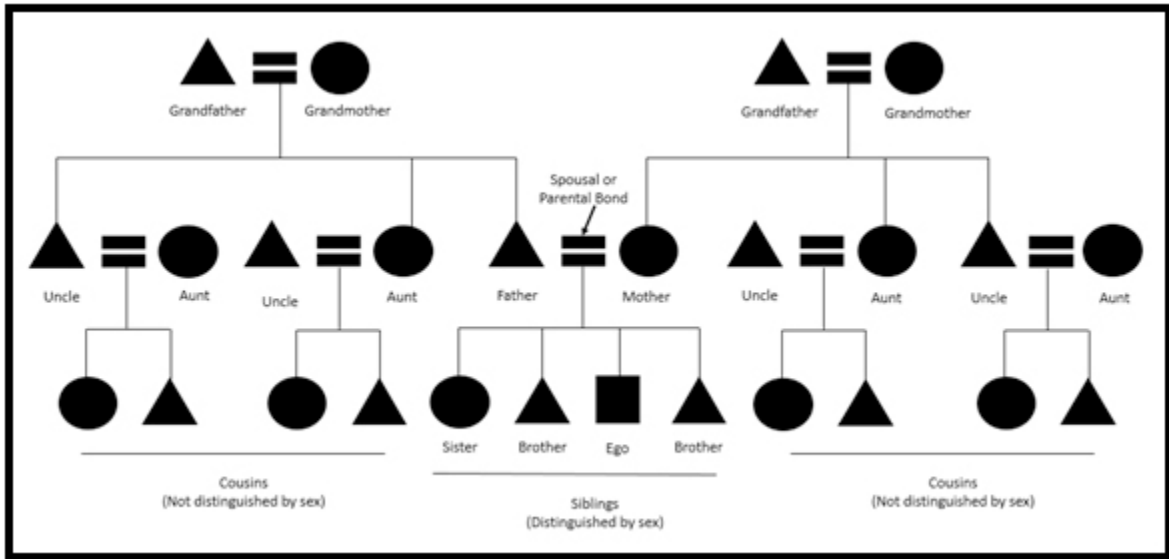 Grandfather
Grandmother
Grandfather
Grandmother
Spousal or
Parental Bond
Uncle
Aunt
Uncle
Aunt
Father
Mother
Uncle
Aunt
Uncle
Aunt
Sister
Brother
Ego
Brother
Cousins
(Not distinguished by sex)
Siblings
(Distinguished by sex)
Cousins
(Not distinguished by sex)